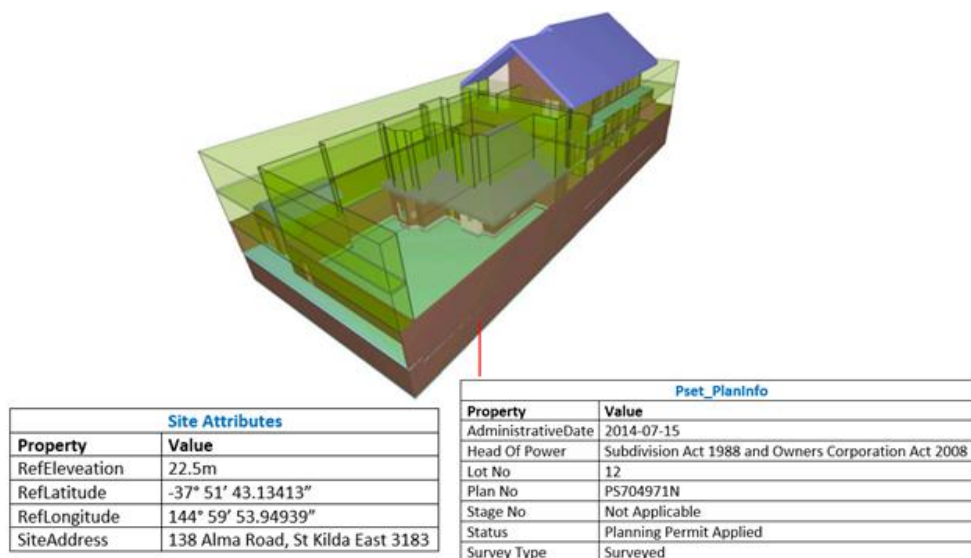 Site Attributes
Property Value
RefEleveation 22.5m
RefLatitude -37° 51’ 43.13413”
RefLongitude 144° 59’ 53.94939”
SiteAddress 138 Alma Road, St Kilda East 3183
Pset_PlanInfo
Property Value
AdministrativeDate 2014-07-15
Head Of Power Subdivision Act 1988 and Owners Corporation Act 2008
Lot No 12
Plan No PS704971N
Stage No Not Applicable
Status Planning Permit Applied
Survey Type Surveyed